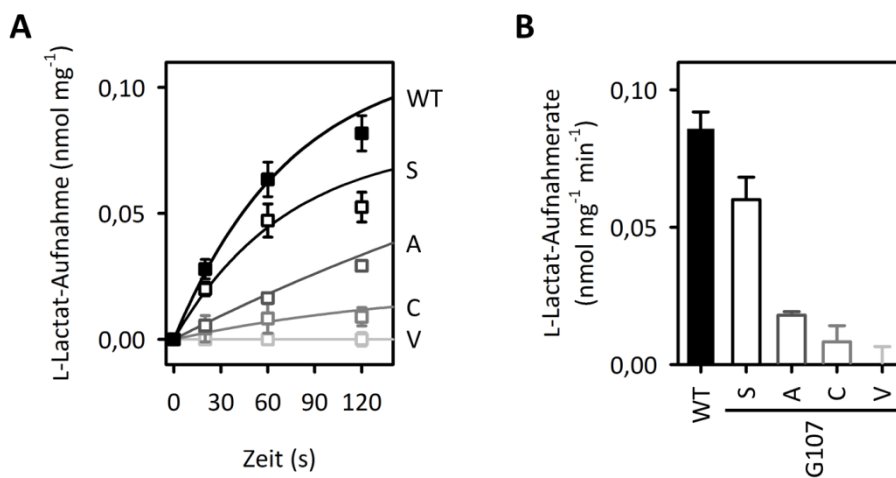 A
L-Lactat-Aufnahme (nmol mg⁻¹)
0,10
0,05
0,00
0 30 60 90 120
Zeit (s)
WT
S
A
C
V
B
L-Lactat-Aufnahmerate
(nmol mg⁻¹ min⁻¹)
0,10
0,05
0,00
WT
S
A
C
V
G107